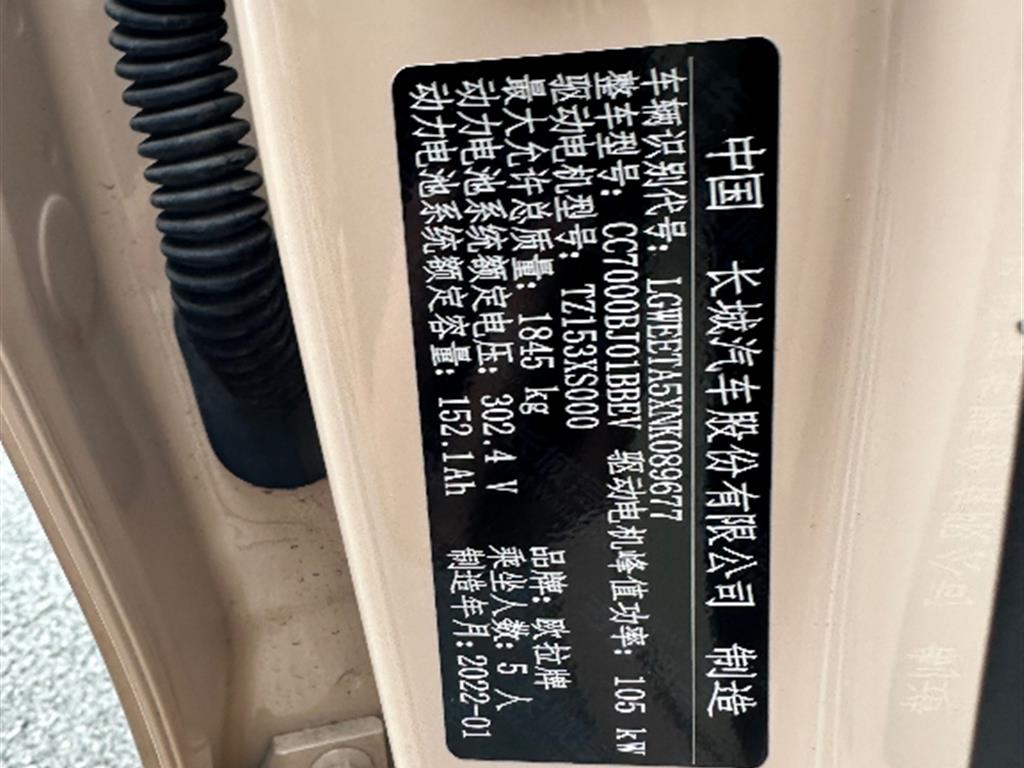 中国 长城汽车股份有限公司 制造
车辆识别代号: LGWEETA5XNK089677
整车型号: CC7000BJ01BBEV 驱动电机峰值功率: 105 kW
驱动电机型号: TZ153XS000
最大允许总质量: 1845 kg 品牌: 欧拉牌
动力电池系统额定电压: 302.4 V 乘坐人数: 5 人
动力电池系统额定容量: 152.1Ah 制造年月: 2022-01